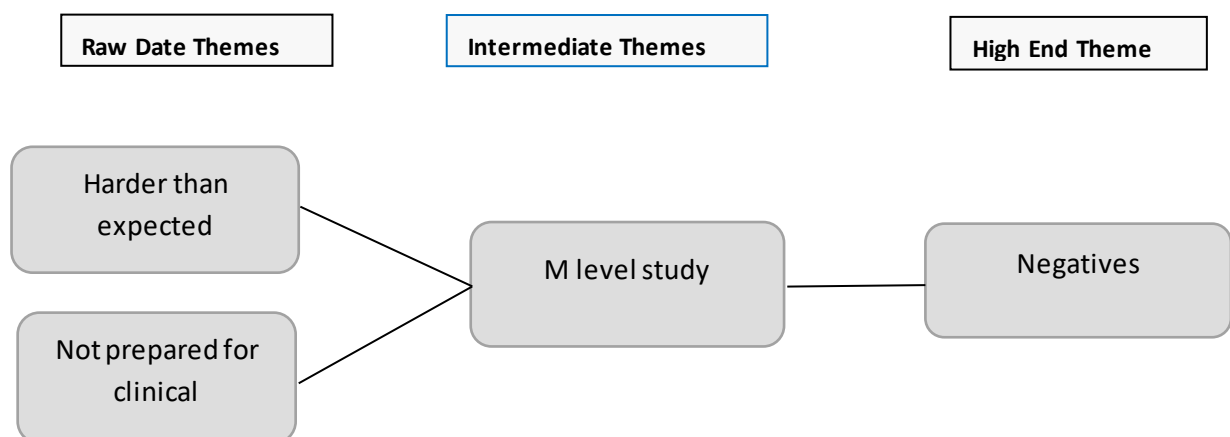 Raw Date Themes
Intermediate Themes
High End Theme
Harder than
expected
M level study
Negatives
Not prepared for
clinical